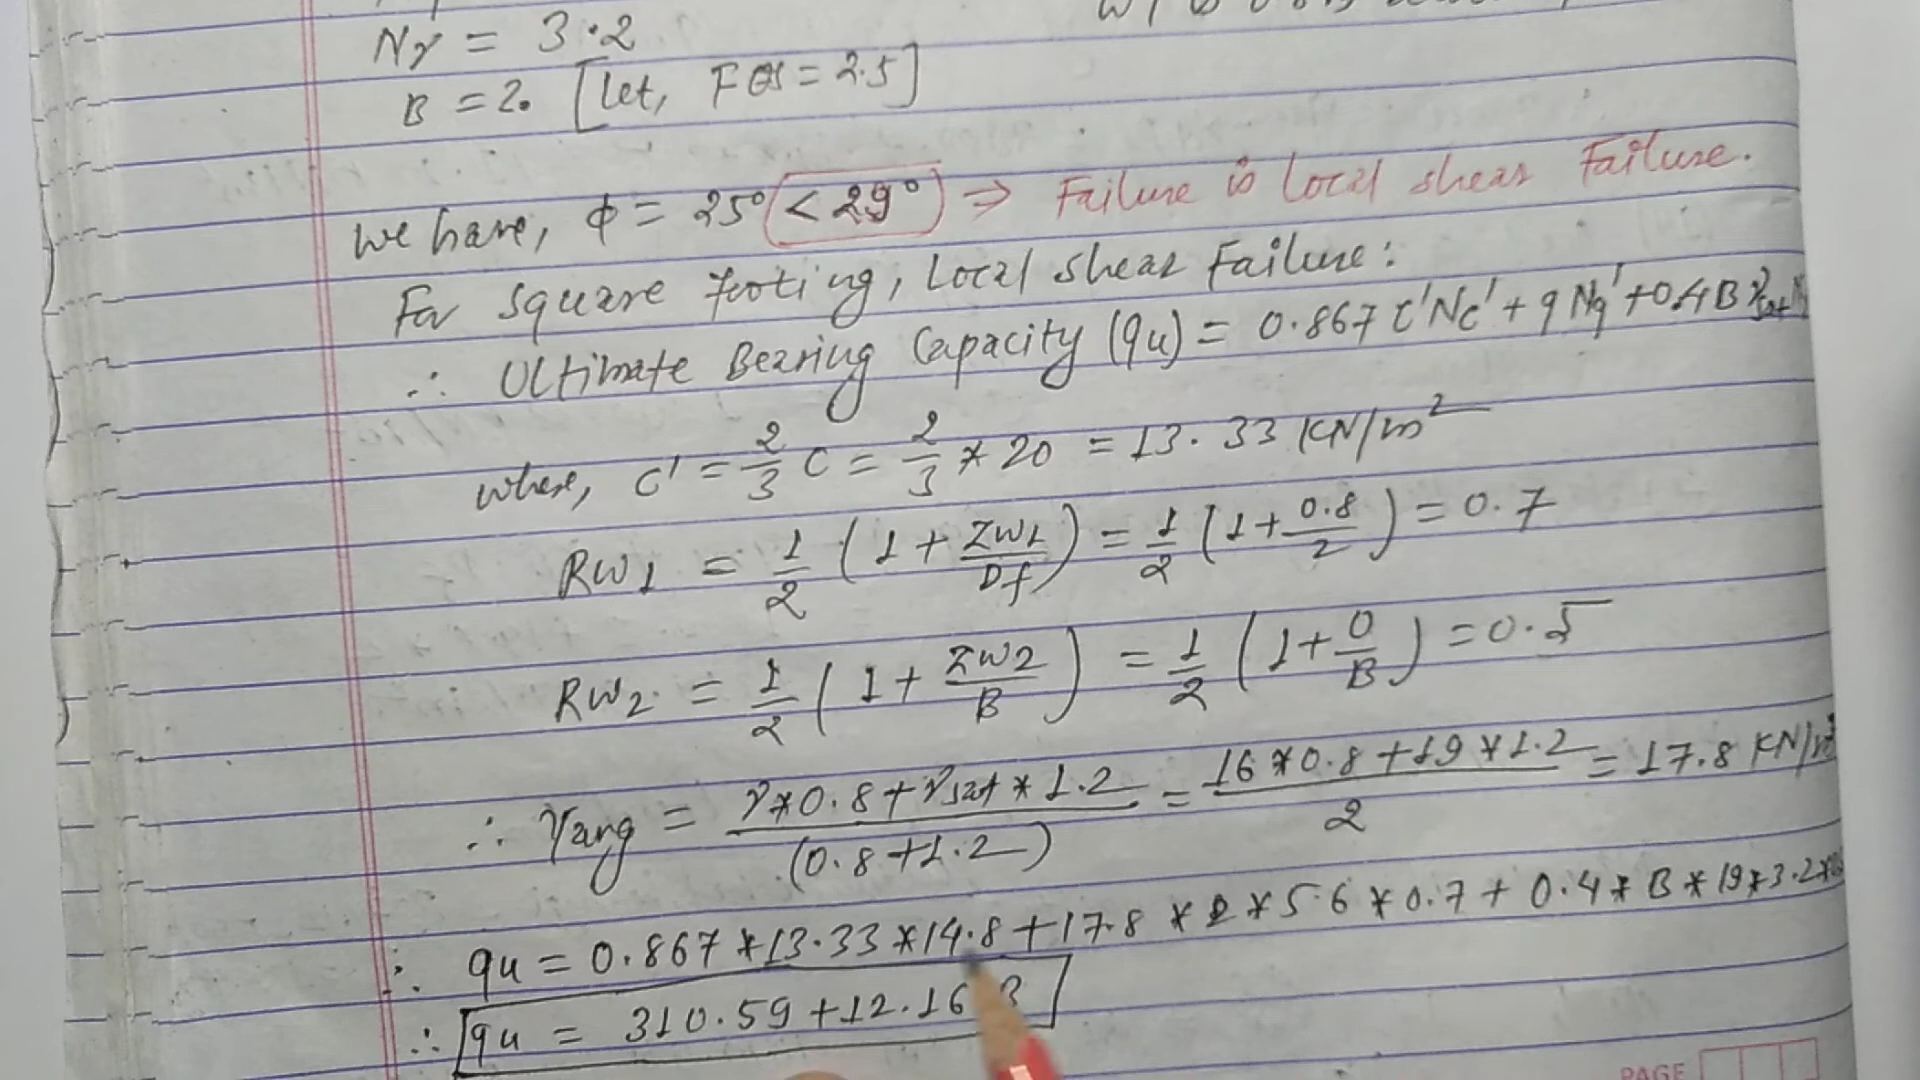 Nγ = 3.2
B = ?. [Let, FOS = 2.5]
We have, φ = 25° < 29° ⇒ Failure is Local shear Failure.
For square footing, Local shear Failure:
∴ Ultimate Bearing Capacity (qu) = 0.867 C'Nc' + qNq' + 0.4 B γsat
where, C' = 2/3 C = 2/3 * 20 = 13.33 KN/m²
RW1 = 1/2 (1 + ZW1/Df) = 1/2 (1 + 0.8/2) = 0.7
RW2 = 1/2 (1 + ZW2/B) = 1/2 (1 + 0/B) = 0.5
∴ γavg = γ*0.8 + γsat * 1.2/(0.8+1.2) = 16*0.8+19*1.2/2 = 17.8 KN/m³
∴ qu = 0.867*13.33*14.8+17.8*2*5.6*0.7+0.4*B*19*3.2*
∴ qu = 310.59+12.16 B
PAGE